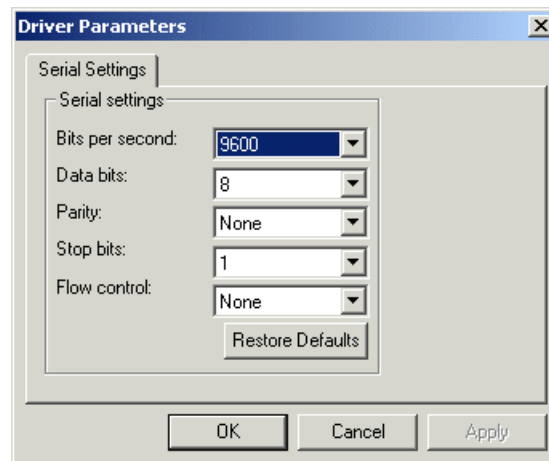 Driver Parameters
Serial Settings
Serial settings
Bits per second: 9600
Data bits: 8
Parity: None
Stop bits: 1
Flow control: None
Restore Defaults
OK Cancel Apply